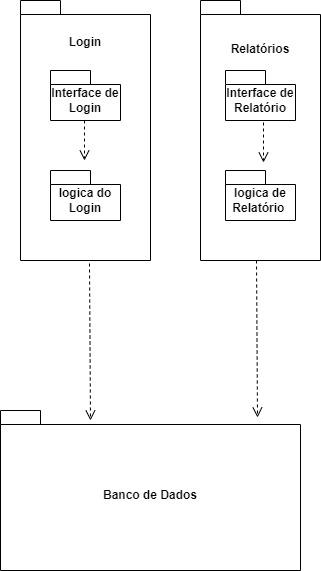 Login
Relatórios
Interface de
Login
Interface de
Relatório
logica do
Login
logica de
Relatório
Banco de Dados